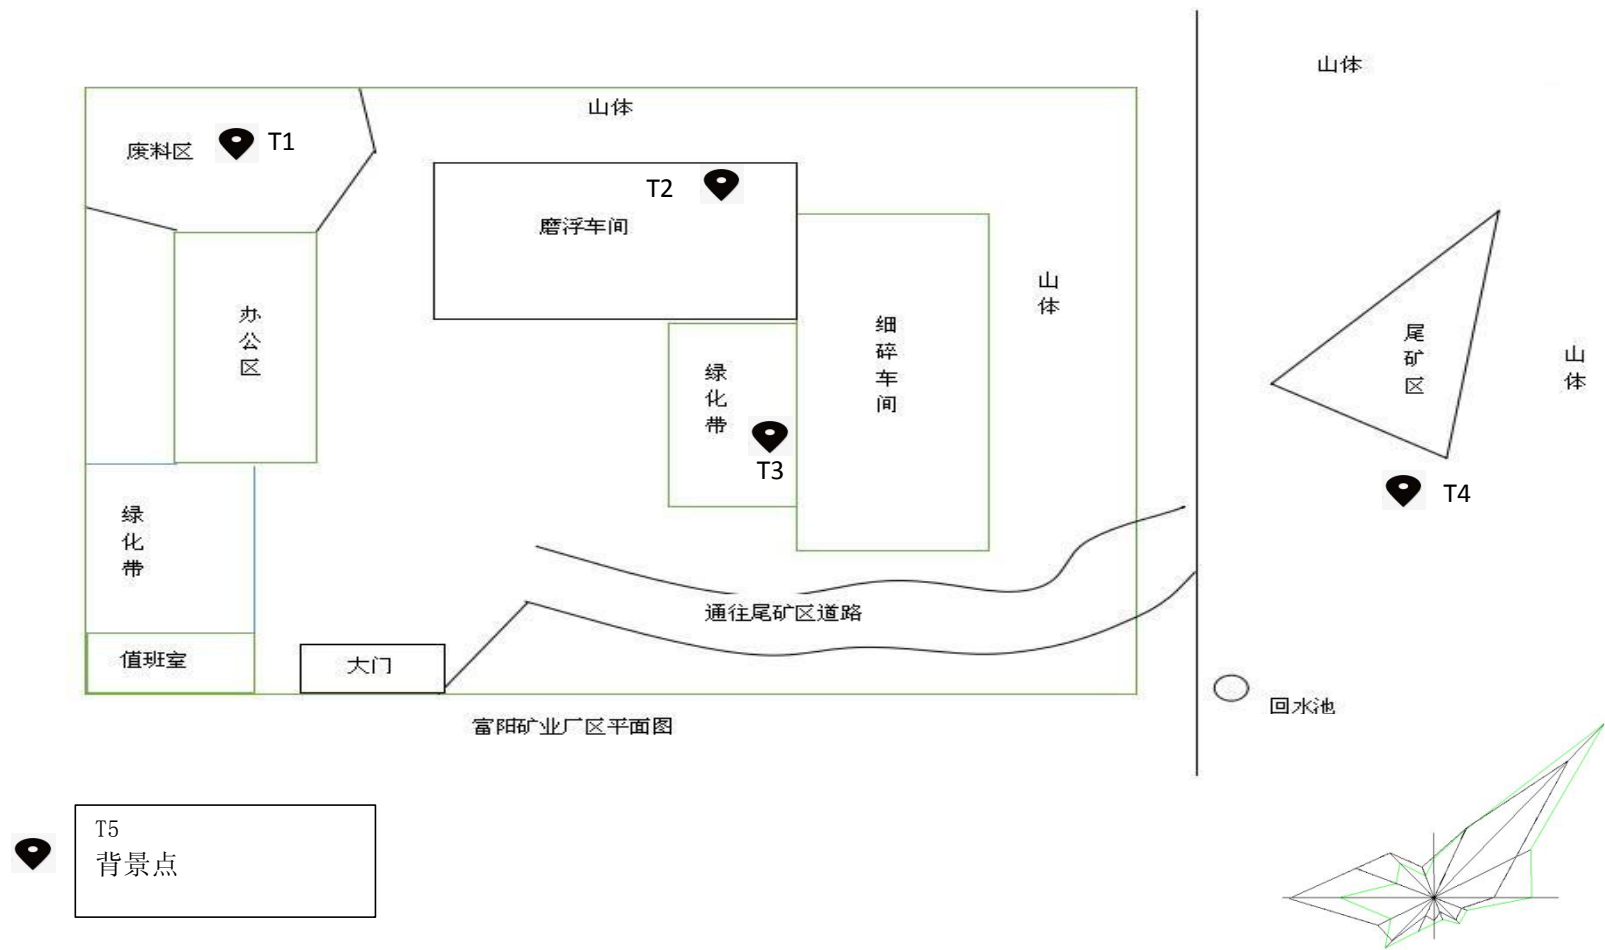 山体
山体
废料区
T1
T2
磨浮车间
山体
办公区
细碎车间
尾矿区
山体
绿化带
T3
T4
绿化带
通往尾矿区道路
值班室
大门
回水池
富阳矿业厂区平面图
T5
背景点